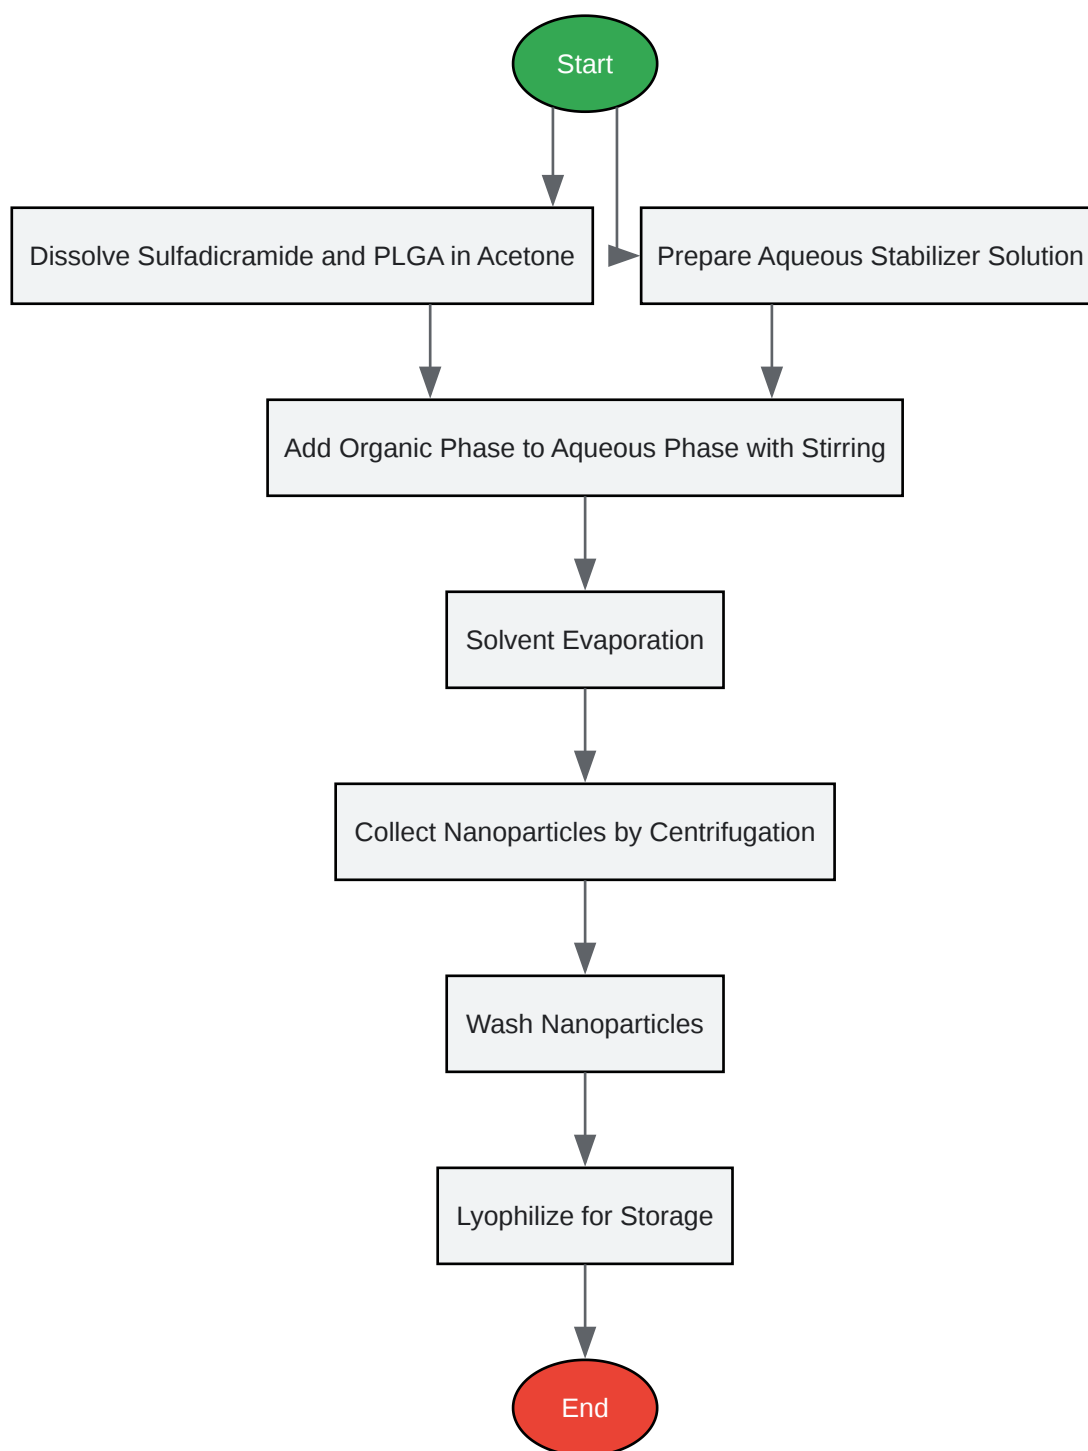 Start
Dissolve Sulfadicramide and PLGA in Acetone
Prepare Aqueous Stabilizer Solution
Add Organic Phase to Aqueous Phase with Stirring
Solvent Evaporation
Collect Nanoparticles by Centrifugation
Wash Nanoparticles
Lyophilize for Storage
End